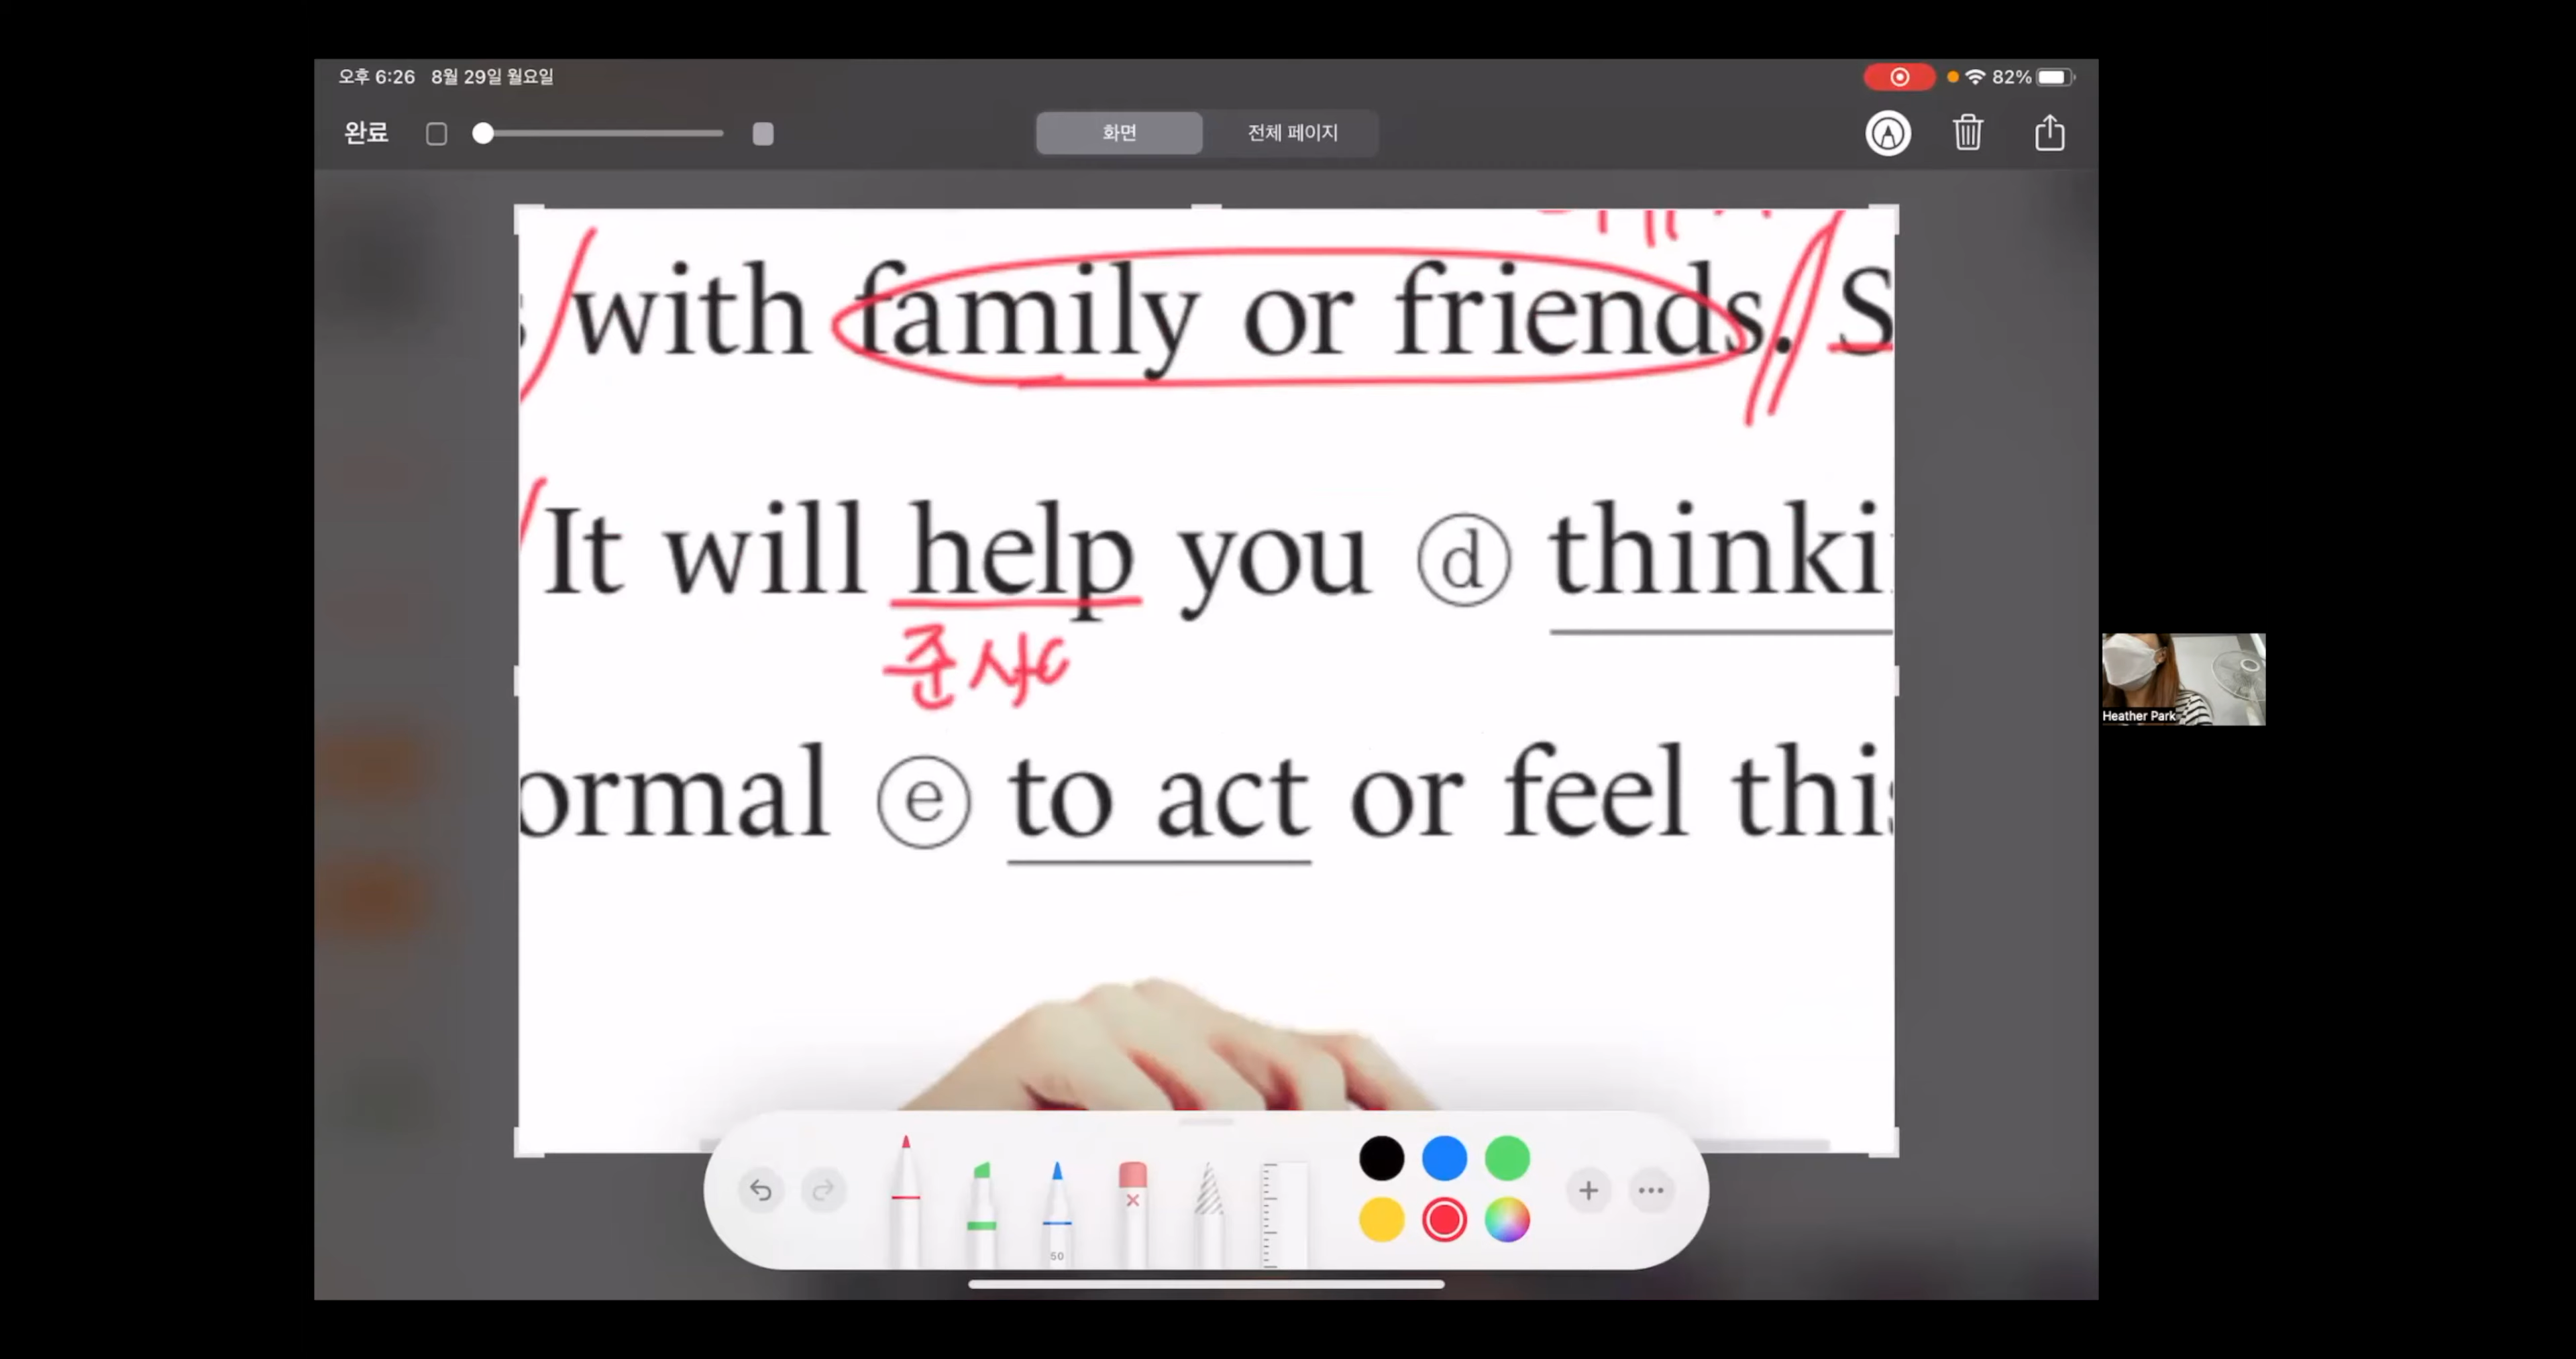 오후 6:26 8월 29일 월요일
82%
완료
화면
전체 페이지
with family or friends. S
It will help you ⓓ thinki
준사
ormal ⓔ to act or feel this
50
Heather Park